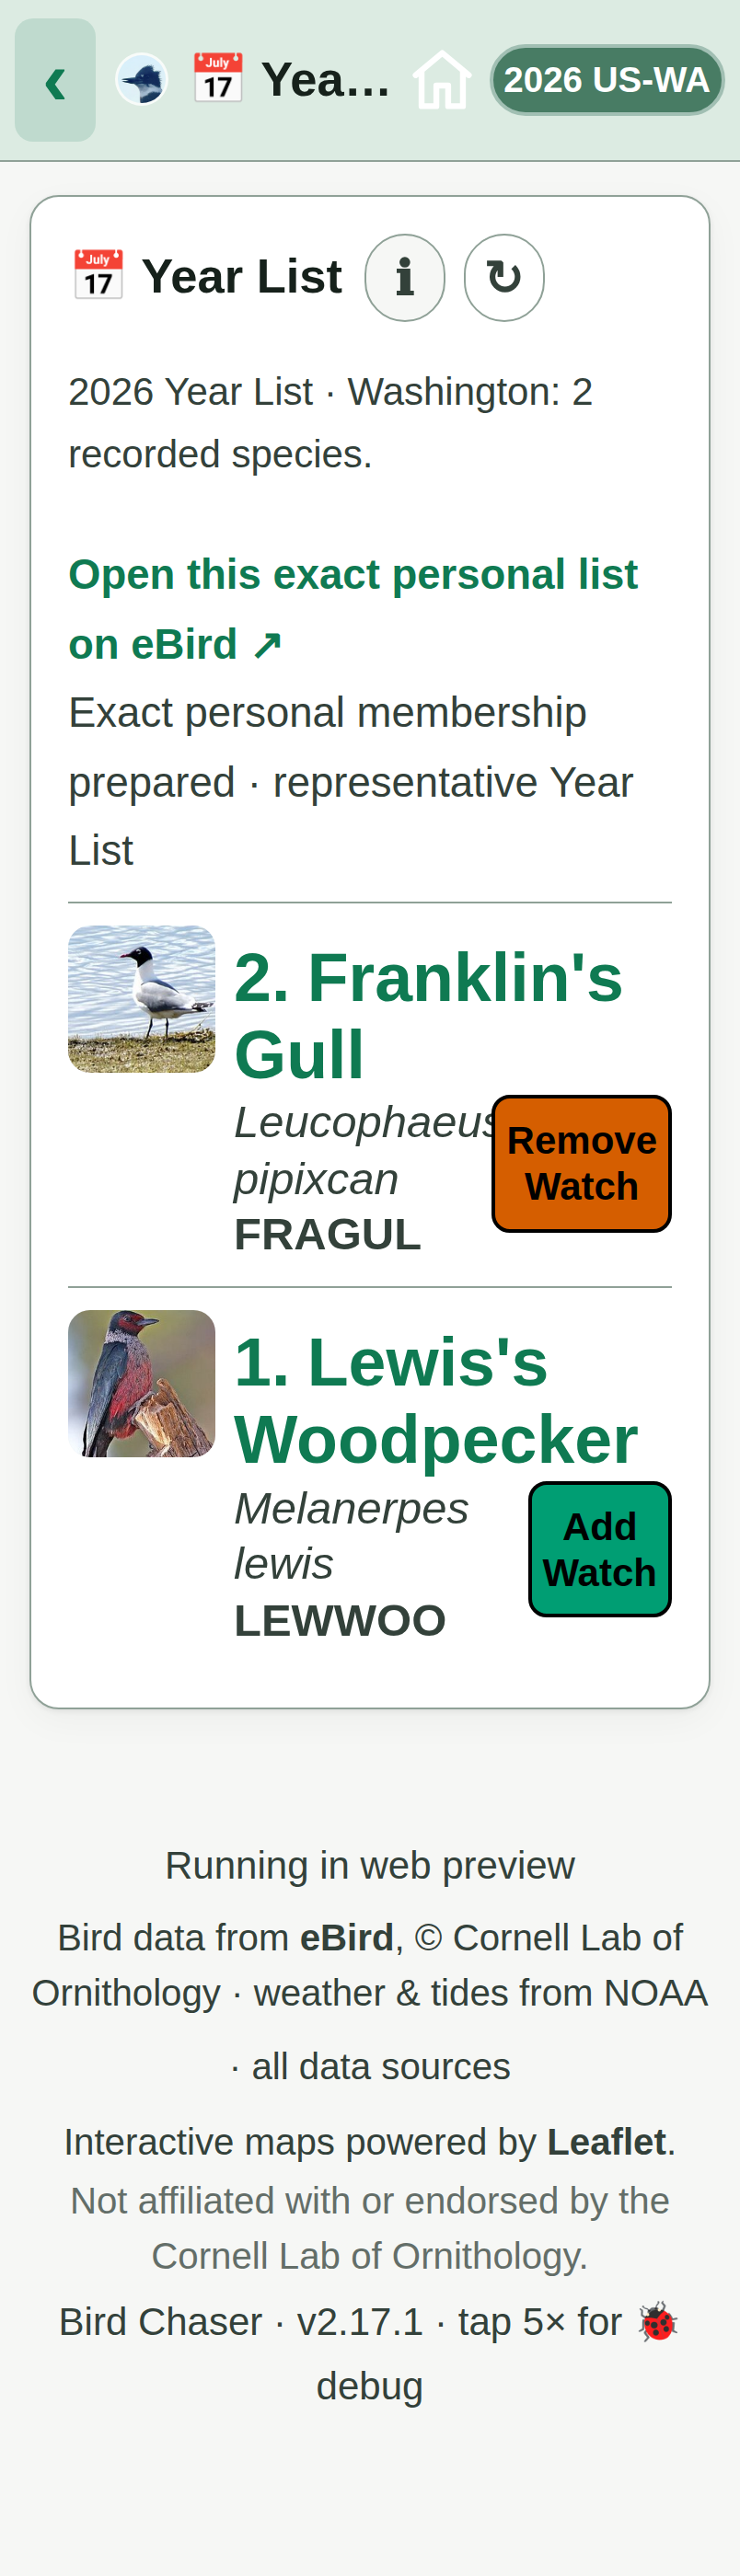 ‹ 📅 Yea... 2026 US-WA
📅 Year List ℹ ↻
2026 Year List · Washington: 2
recorded species.
Open this exact personal list
on eBird ↗
Exact personal membership
prepared · representative Year
List
2. Franklin's
Gull
Leucophaeus
pipixcan
FRAGUL
Remove
Watch
1. Lewis's
Woodpecker
Melanerpes
lewis
LEWWOO
Add
Watch
Running in web preview
Bird data from eBird, © Cornell Lab of
Ornithology · weather & tides from NOAA
· all data sources
Interactive maps powered by Leaflet.
Not affiliated with or endorsed by the
Cornell Lab of Ornithology.
Bird Chaser · v2.17.1 · tap 5× for 🐞
debug